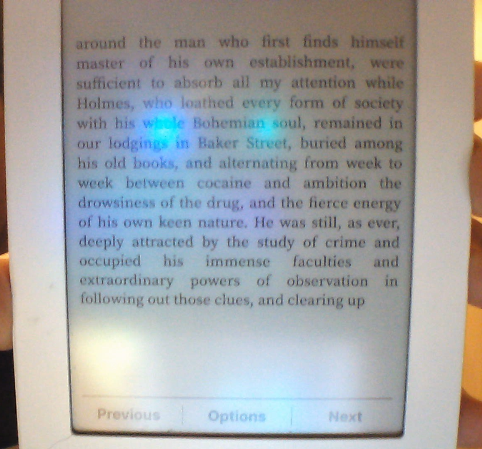 around the man who first finds himself
master of his own establishment, were
sufficient to absorb all my attention while
Holmes, who loathed every form of society
with his whole Bohemian soul, remained in
our lodgings in Baker Street, buried among
his old books, and alternating from week to
week between cocaine and ambition the
drowsiness of the drug, and the fierce energy
of his own keen nature. He was still, as ever,
deeply attracted by the study of crime and
occupied his immense faculties and
extraordinary powers of observation in
following out those clues, and clearing up
Previous Options Next